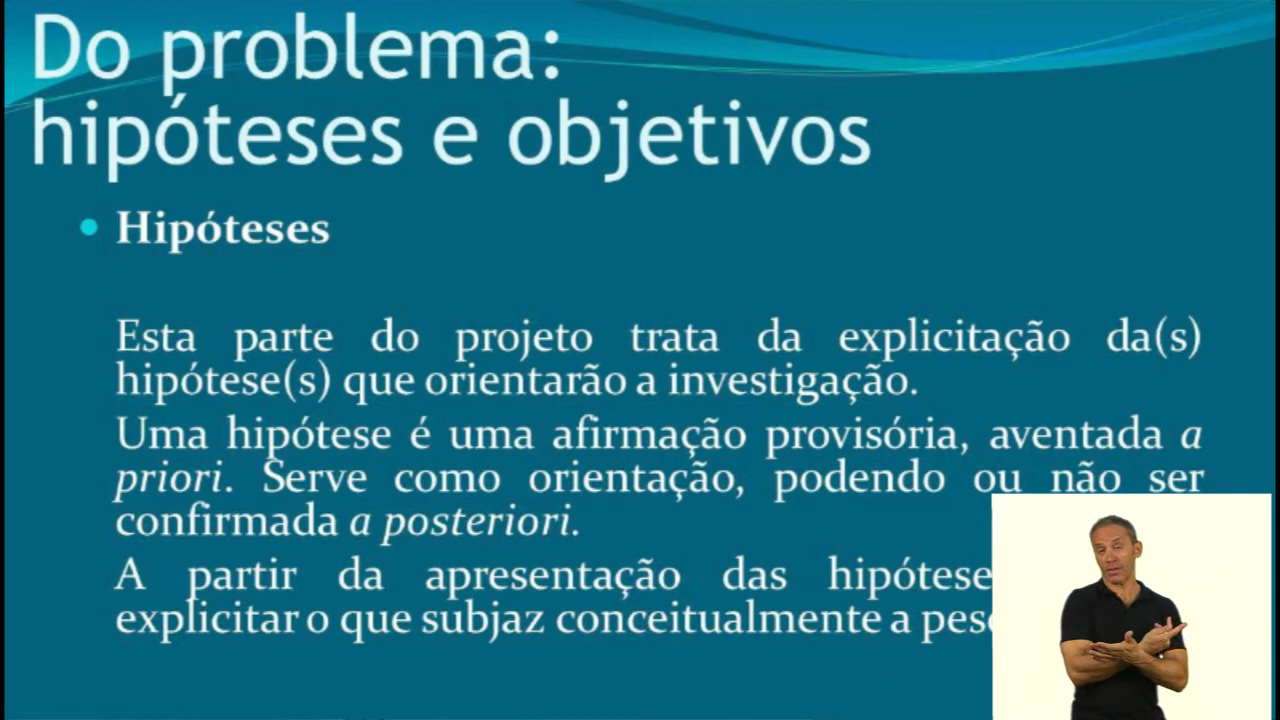 Do problema:
hipóteses e objetivos
Hipóteses
Esta parte do projeto trata da explicitação da(s)
hipótese(s) que orientarão a investigação.
Uma hipótese é uma afirmação provisória, aventada a
priori. Serve como orientação, podendo ou não ser
confirmada a posteriori.
A partir da apresentação das
explicitar o que subjaz conceitualmente a